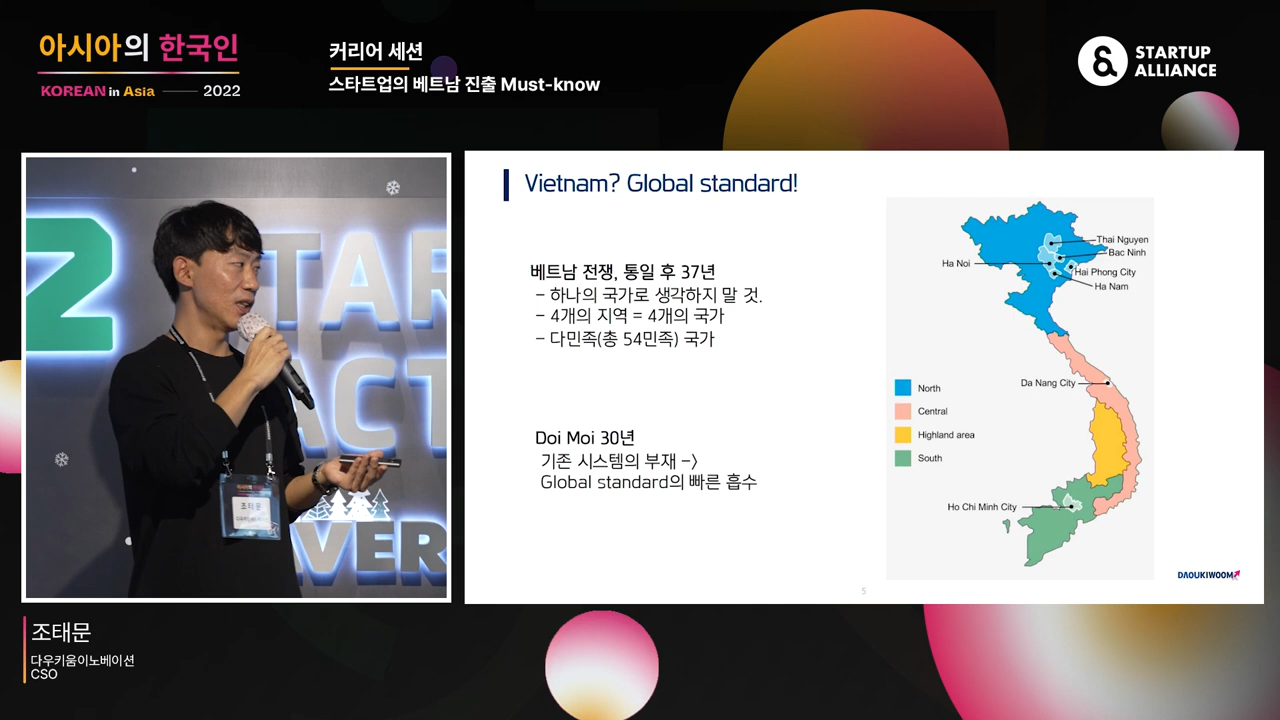 아시아의 한국인
KOREAN in Asia 2022
커리어 세션
스타트업의 베트남 진출 Must-know
STARTUP
ALLIANCE
Z
STAR
ACT
AVER
조태문
Vietnam? Global standard!
베트남 전쟁, 통일 후 37년
– 하나의 국가로 생각하지 말 것.
– 4개의 지역 = 4개의 국가
– 다민족(총 54민족) 국가
Doi Moi 30년
기존 시스템의 부재 –>
Global standard의 빠른 흡수
Thai Nguyen
Bac Ninh
Ha Noi
Hai Phong City
Ha Nam
Da Nang City
North
Central
Highland area
South
Ho Chi Minh City
DAOUKIWOOM
5
조태문
다우키움이노베이션
CSO